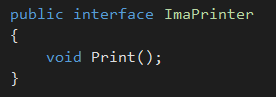 public interface ImaPrinter
{
    void Print();
}